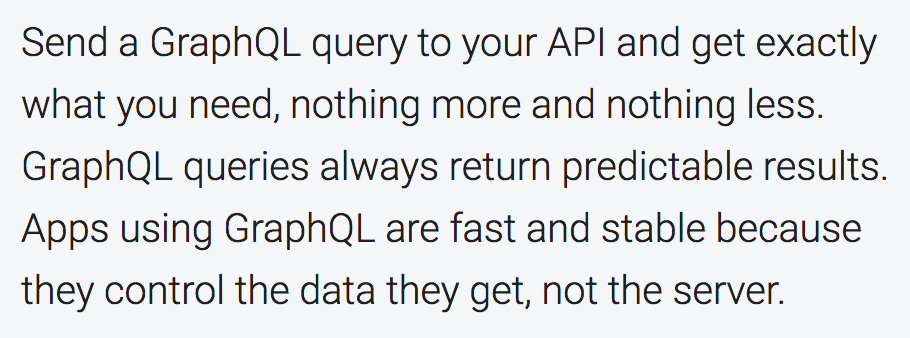 Send a GraphQL query to your API and get exactly
what you need, nothing more and nothing less.
GraphQL queries always return predictable results.
Apps using GraphQL are fast and stable because
they control the data they get, not the server.